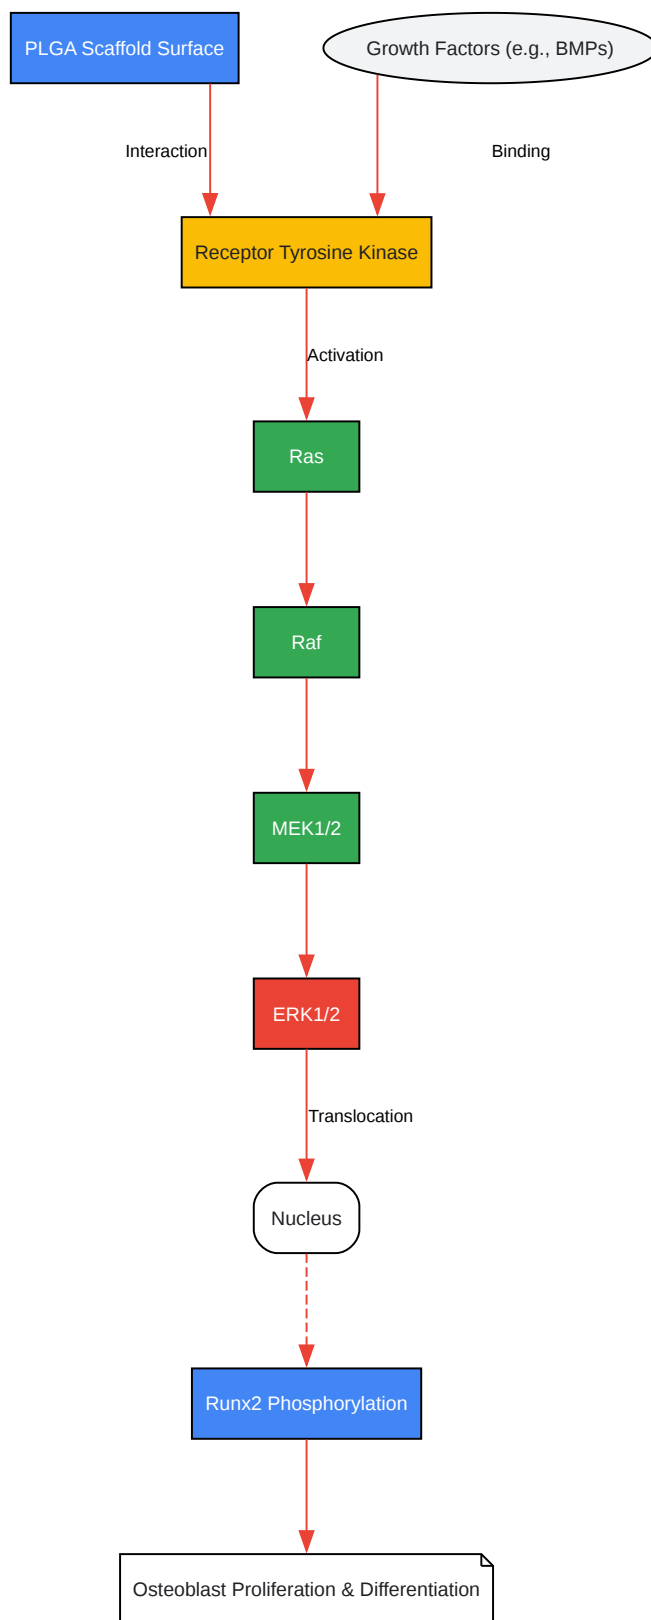 PLGA Scaffold Surface
Growth Factors (e.g., BMPs)
Interaction
Binding
Receptor Tyrosine Kinase
Activation
Ras
Raf
MEK1/2
ERK1/2
Translocation
Nucleus
Runx2 Phosphorylation
Osteoblast Proliferation & Differentiation